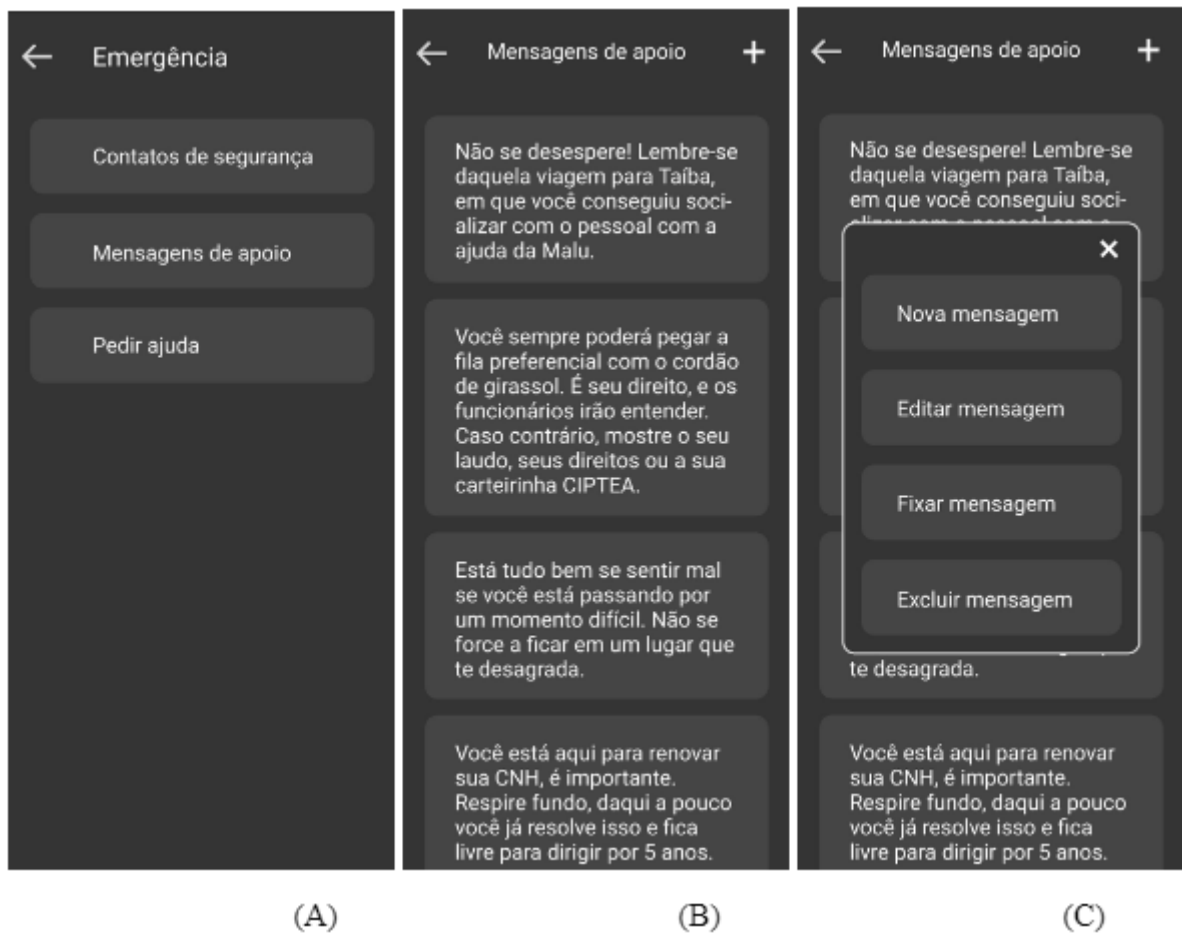 Emergência
Contatos de segurança
Mensagens de apoio
Pedir ajuda
(A)
Mensagens de apoio +
Não se desespere! Lembre-se
daquela viagem para Taíba,
em que você conseguiu soci-
alizar com o pessoal com a
ajuda da Malu.
Você sempre poderá pegar a
fila preferencial com o cordão
de girassol. É seu direito, e os
funcionários irão entender.
Caso contrário, mostre o seu
laudo, seus direitos ou a sua
carteirinha CIPTEA.
Está tudo bem se sentir mal
se você está passando por
um momento difícil. Não se
force a ficar em um lugar que
te desagrada.
Você está aqui para renovar
sua CNH, é importante.
Respire fundo, daqui a pouco
você já resolve isso e fica
livre para dirigir por 5 anos.
(B)
Mensagens de apoio +
Não se desespere! Lembre-se
daquela viagem para Taíba,
em que você conseguiu soci-
Nova mensagem
Editar mensagem
Fixar mensagem
Excluir mensagem
te desagrada.
Você está aqui para renovar
sua CNH, é importante.
Respire fundo, daqui a pouco
você já resolve isso e fica
livre para dirigir por 5 anos.
(C)